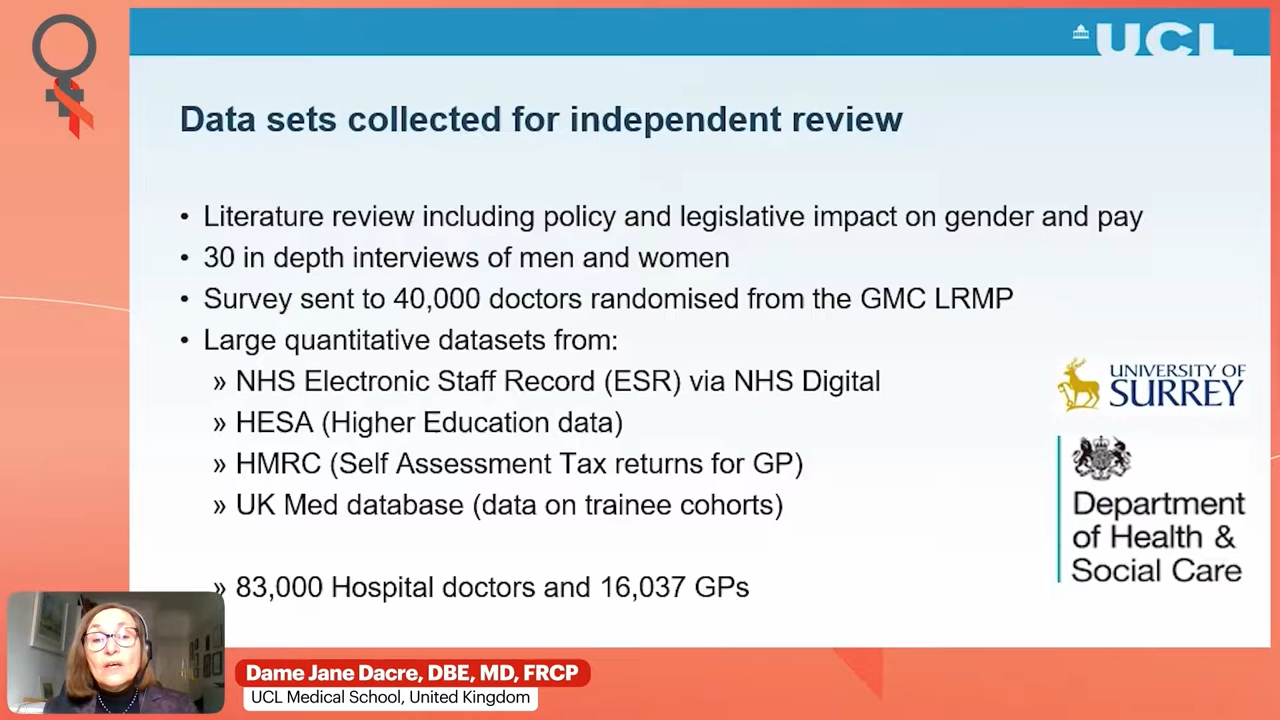 UCL
Data sets collected for independent review
• Literature review including policy and legislative impact on gender and pay
• 30 in depth interviews of men and women
• Survey sent to 40,000 doctors randomised from the GMC LRMP
• Large quantitative datasets from:
» NHS Electronic Staff Record (ESR) via NHS Digital
» HESA (Higher Education data)
» HMRC (Self Assessment Tax returns for GP)
» UK Med database (data on trainee cohorts)
» 83,000 Hospital doctors and 16,037 GPs
UNIVERSITY OF
SURREY
Department
of Health &
Social Care
Dame Jane Dacre, DBE, MD, FRCP
UCL Medical School, United Kingdom